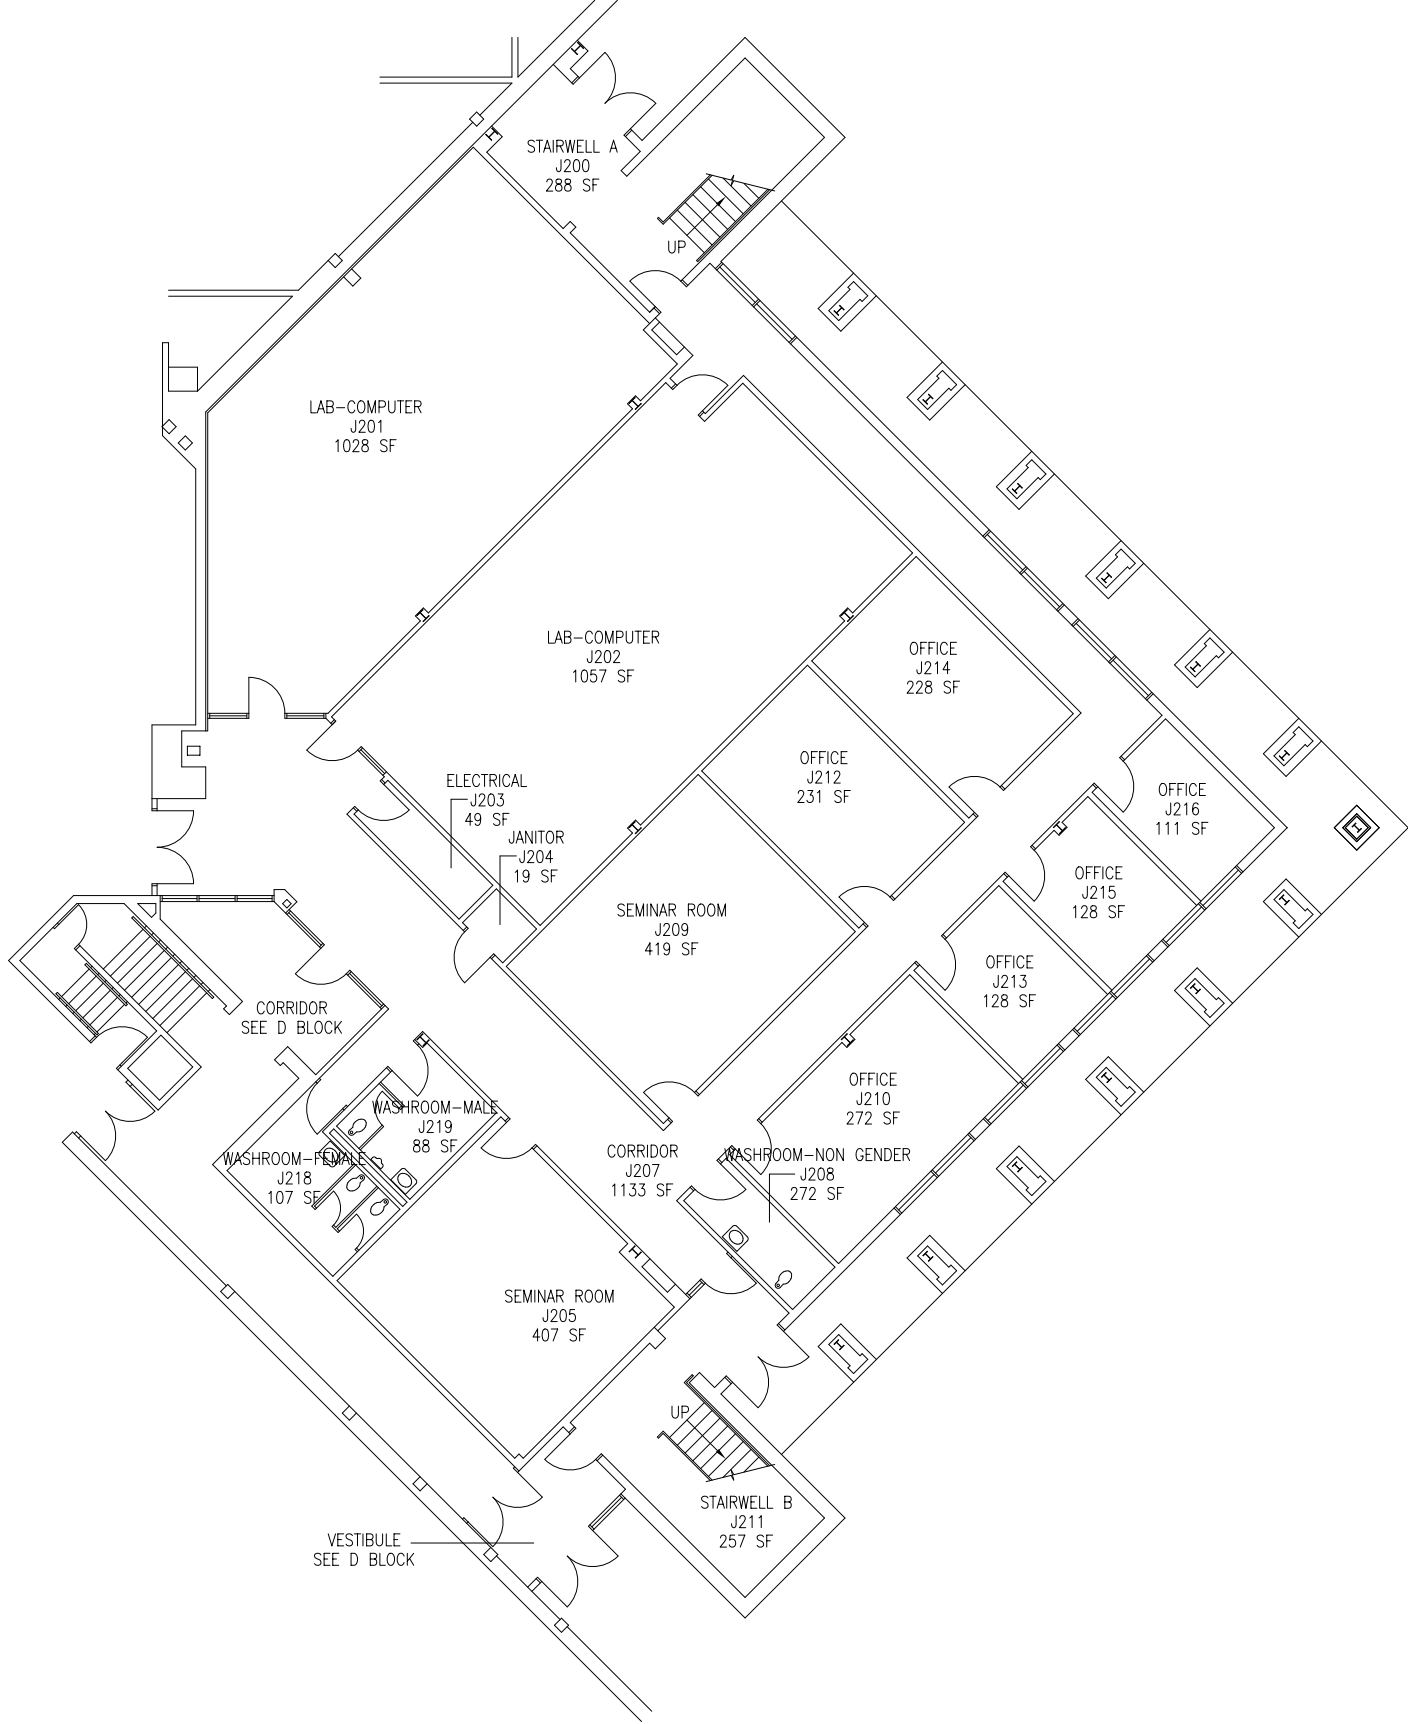 STAIRWELL A
J200
288 SF
UP
LAB-COMPUTER
J201
1028 SF
LAB-COMPUTER
J202
1057 SF
OFFICE
J214
228 SF
OFFICE
J212
231 SF
ELECTRICAL
J203
49 SF
JANITOR
J204
19 SF
OFFICE
J216
111 SF
OFFICE
J215
128 SF
SEMINAR ROOM
J209
419 SF
OFFICE
J213
128 SF
CORRIDOR
SEE D BLOCK
OFFICE
J210
272 SF
WASHROOM-MALE
J219
88 SF
WASHROOM-FEMALE
J218
107 SF
CORRIDOR
J207
1133 SF
WASHROOM-NON GENDER
J208
272 SF
SEMINAR ROOM
J205
407 SF
UP
STAIRWELL B
J211
257 SF
VESTIBULE
SEE D BLOCK